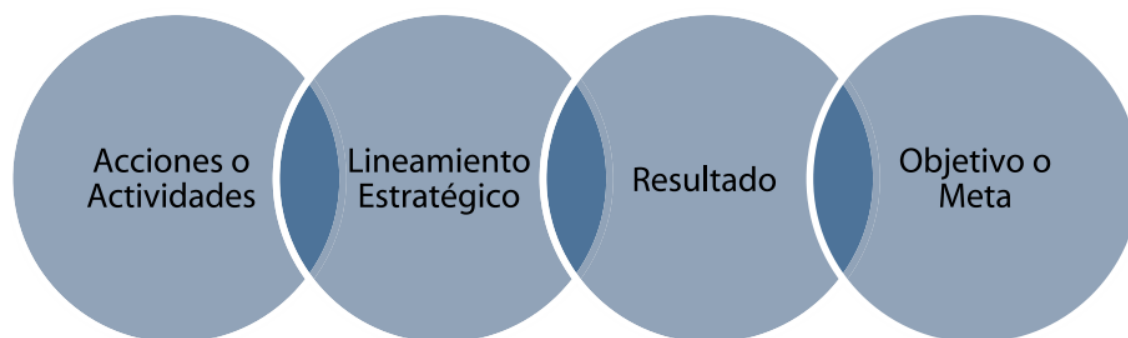 Acciones o
Actividades
Lineamiento
Estratégico
Resultado
Objetivo o
Meta